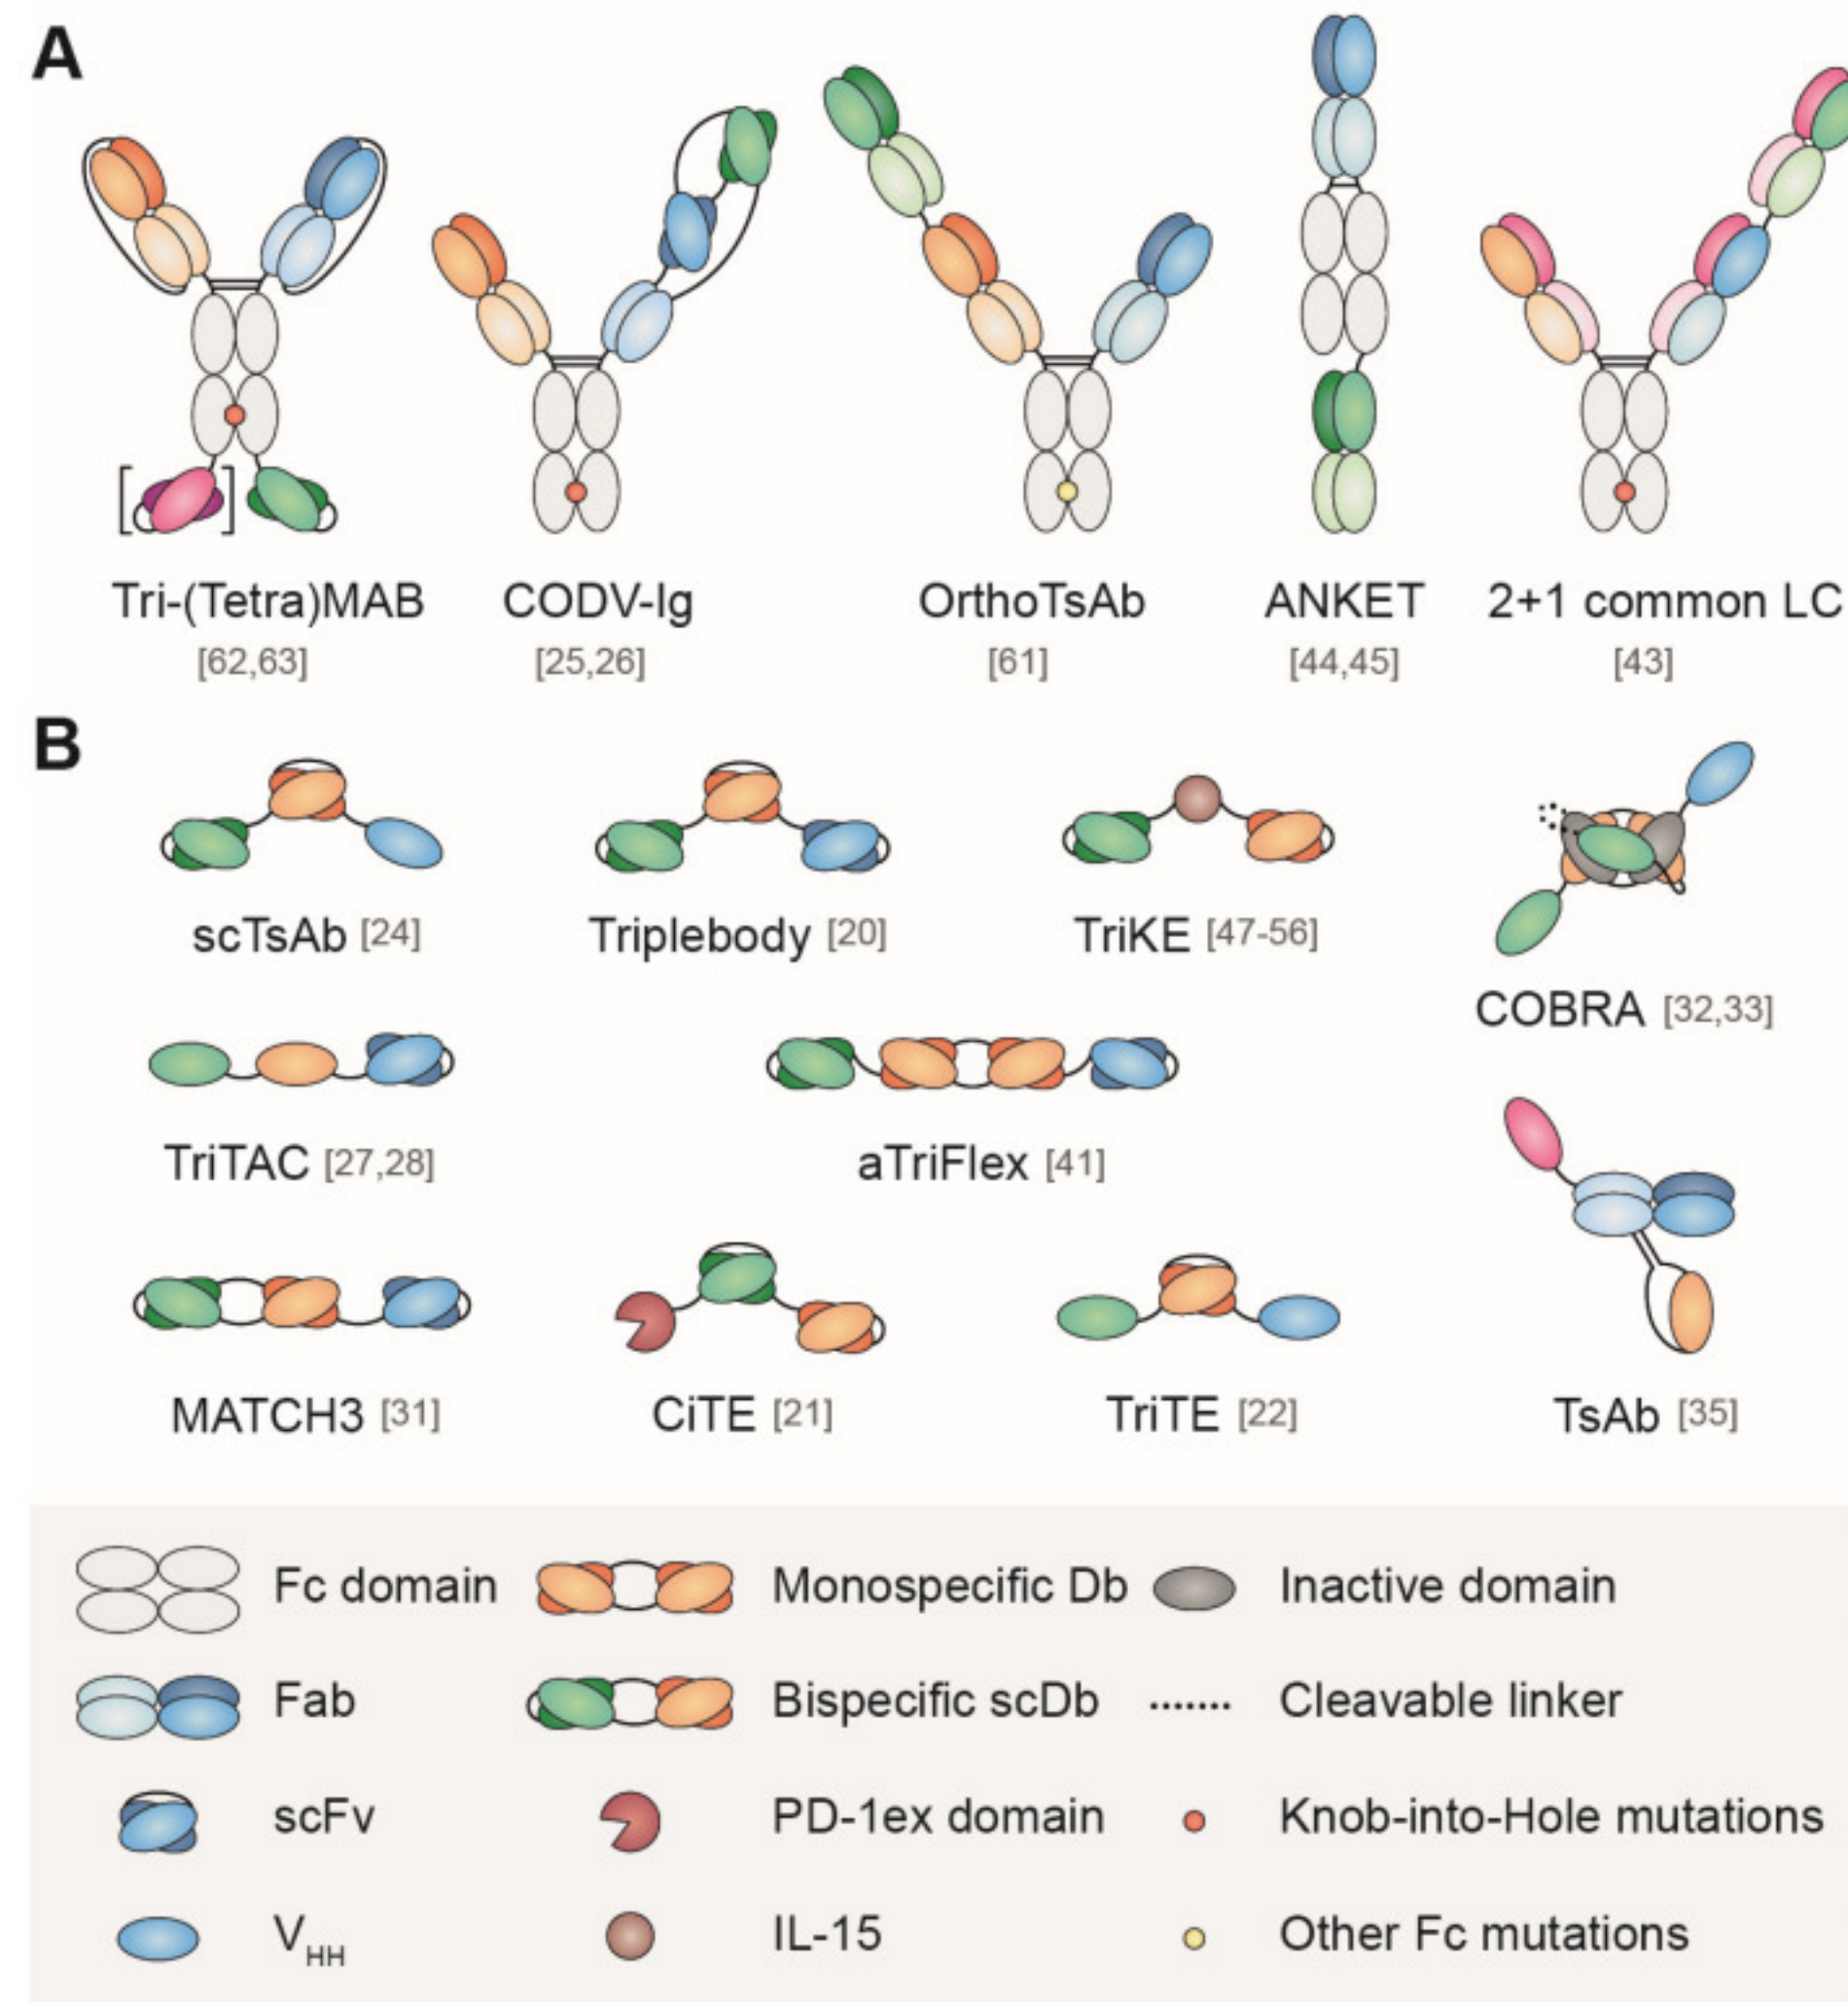 A
Tri-(Tetra)MAB CODV-Ig OrthoTsAb ANKET 2+1 common LC
[62,63] [25,26] [61] [44,45] [43]
B
scTsAb [24] Triplebody [20] TriKE [47-56]
COBRA [32,33]
TriTAC [27,28] aTriFlex [41]
MATCH3 [31] CiTE [21] TriTE [22] TsAb [35]
Fc domain Monospecific Db Inactive domain
Fab Bispecific scDb Cleavable linker
scFv PD-1ex domain Knob-into-Hole mutations
VHH IL-15 Other Fc mutations